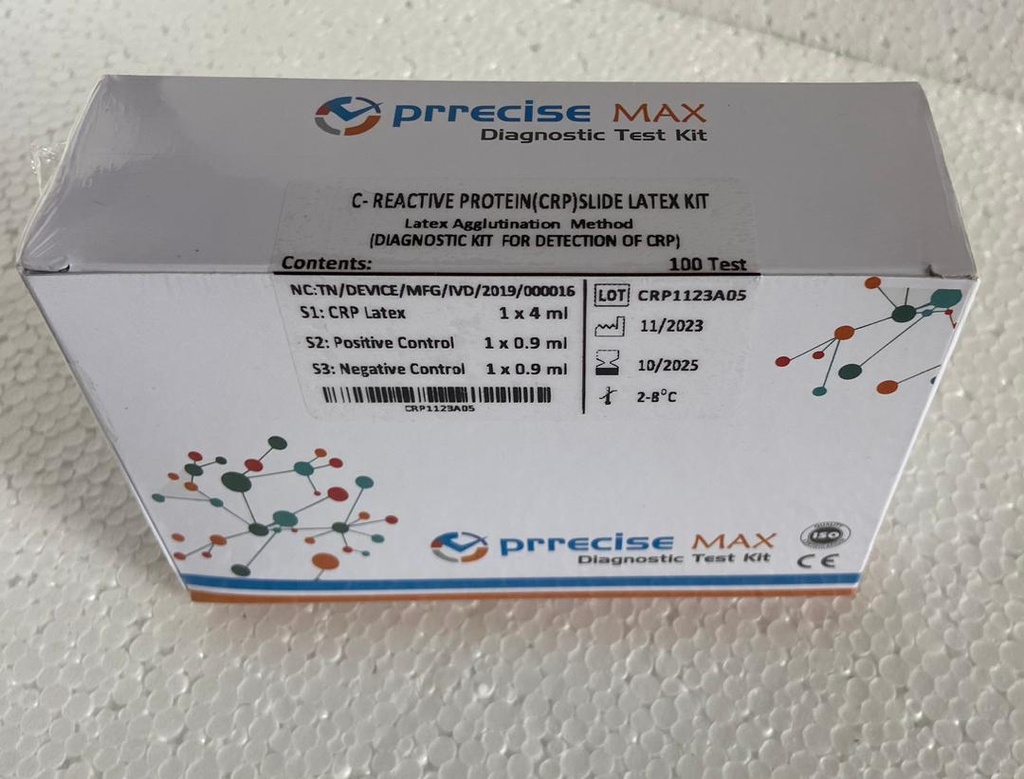 prrecise MAX
Diagnostic Test Kit
C- REACTIVE PROTEIN(CRP)SLIDE LATEX KIT
Latex Agglutination Method
(DIAGNOSTIC KIT FOR DETECTION OF CRP)
Contents: 100 Test
NC:TN/DEVICE/MFG/IVD/2019/000016
S1: CRP Latex 1 x 4 ml
S2: Positive Control 1 x 0.9 ml
S3: Negative Control 1 x 0.9 ml
CRP1123A05
LOT CRP1123A05
11/2023
10/2025
2-8°C
prrecise MAX
Diagnostic Test Kit
ISO
CE